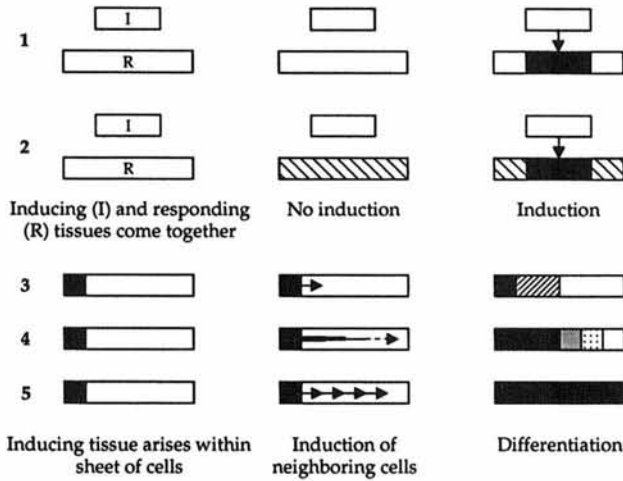 I
1
R
I
2
R
Inducing (I) and responding
(R) tissues come together
No induction
Induction
3
4
5
Inducing tissue arises within
sheet of cells
Induction of
neighboring cells
Differentiation